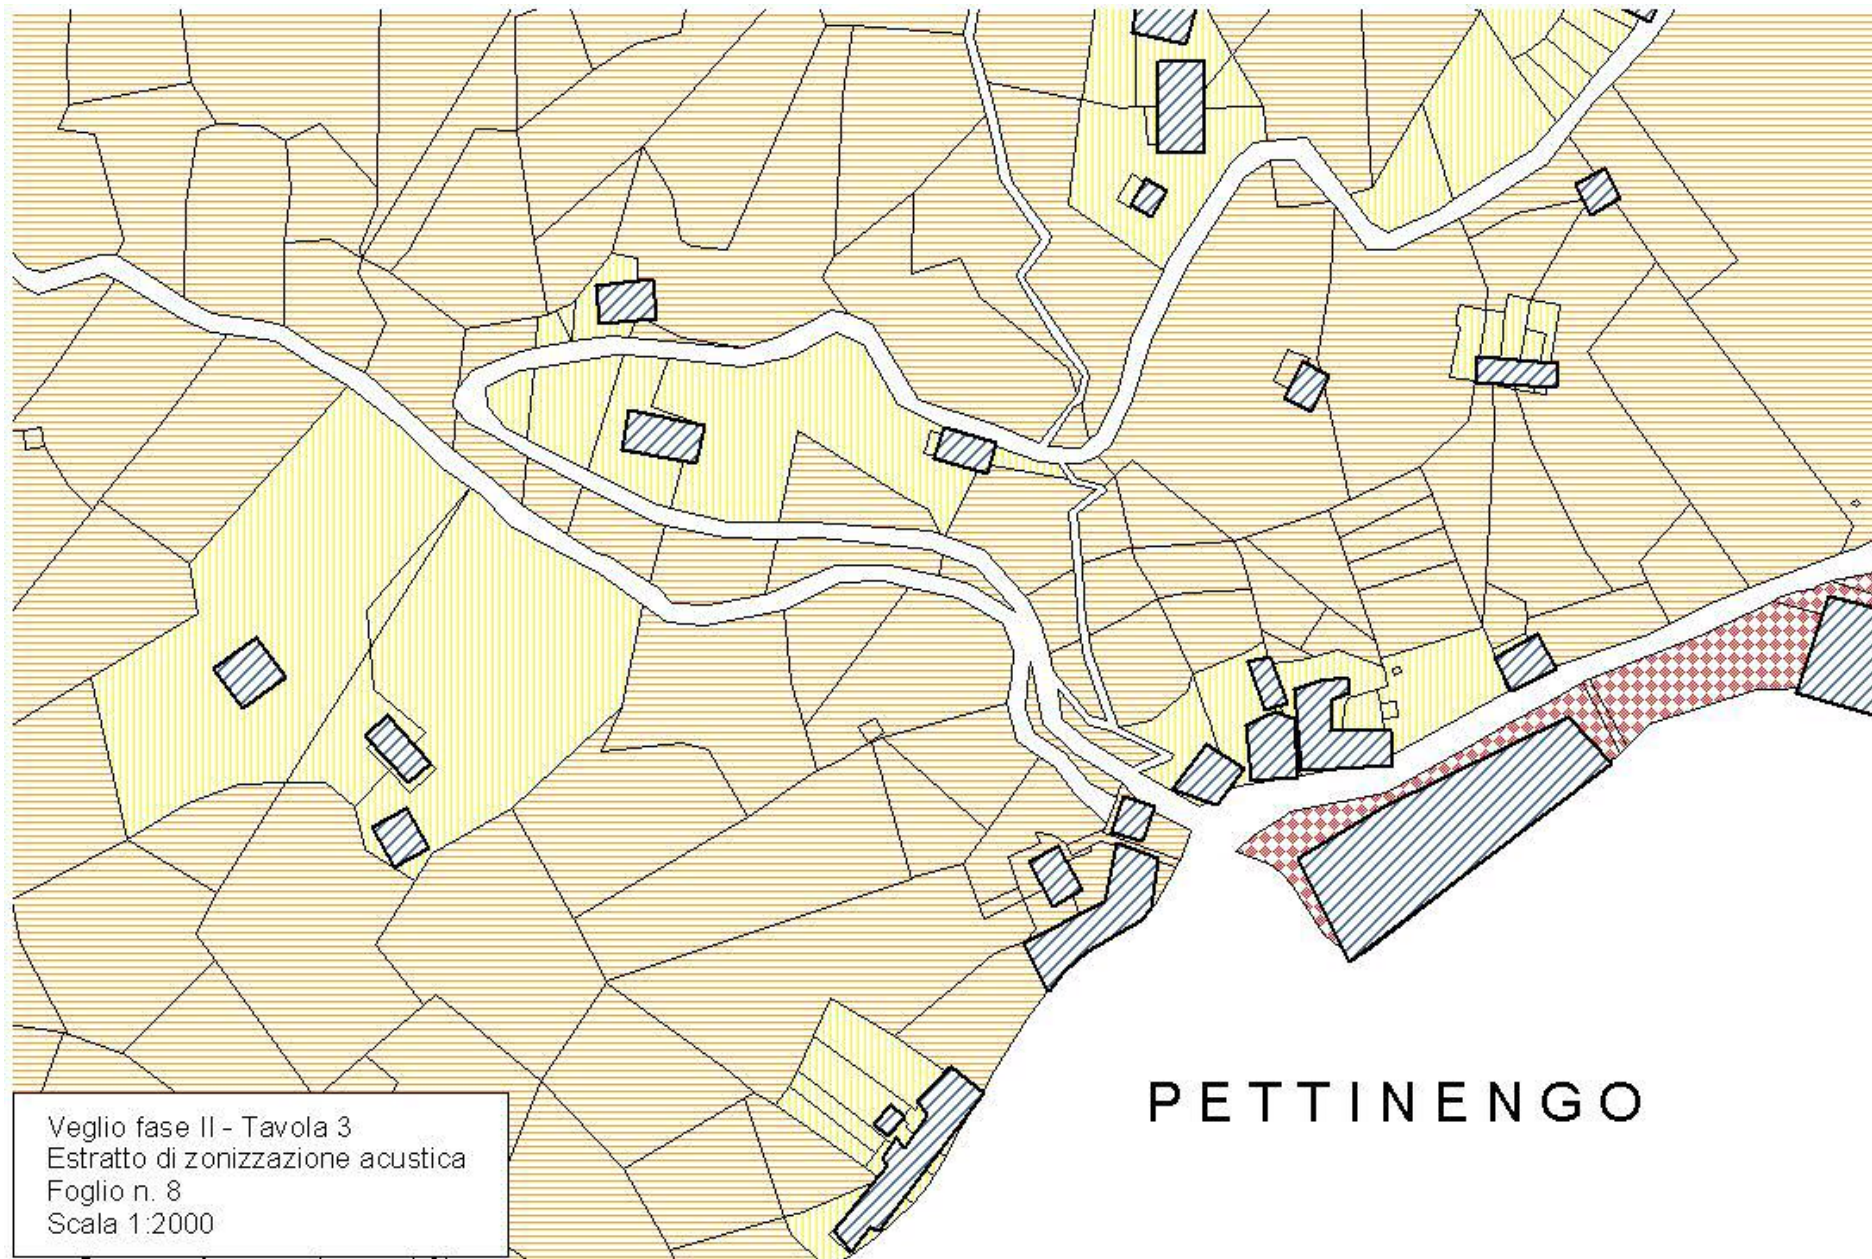 PETTINENGO
Veglio fase II - Tavola 3
Estratto di zonizzazione acustica
Foglio n. 8
Scala 1:2000